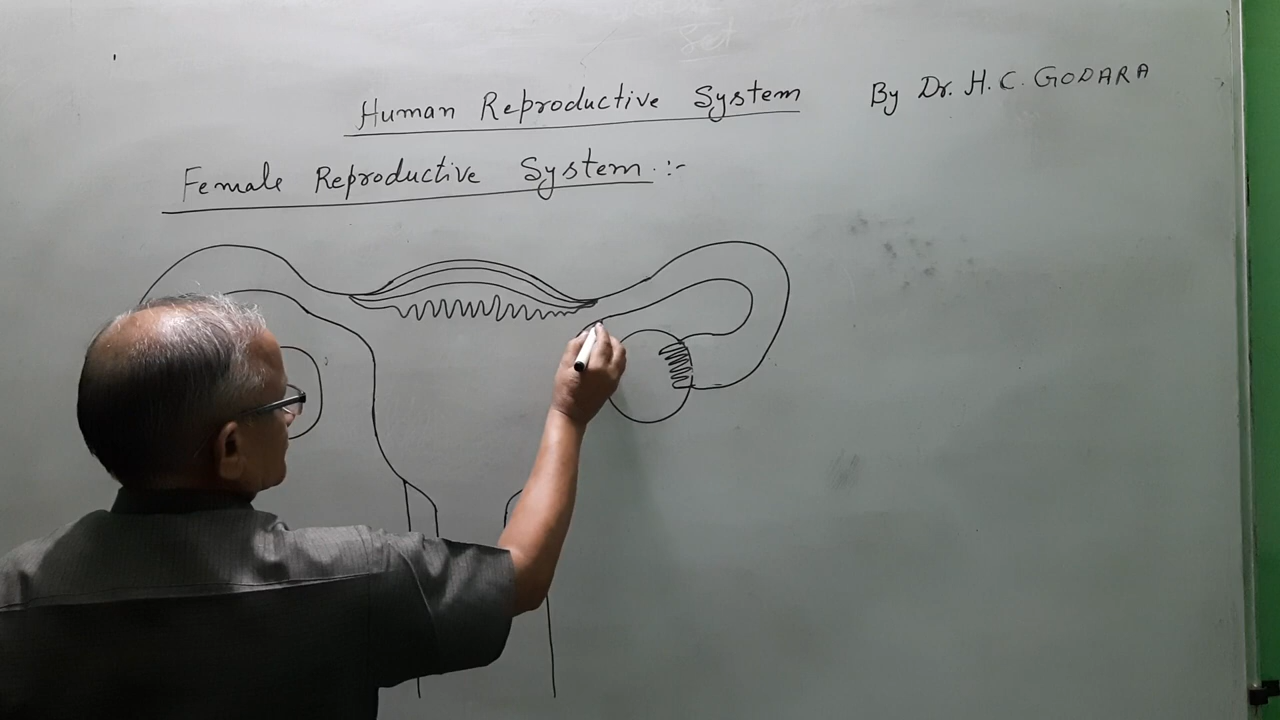 Human Reproductive System By Dr. H. C. GODARA
Female Reproductive System :-